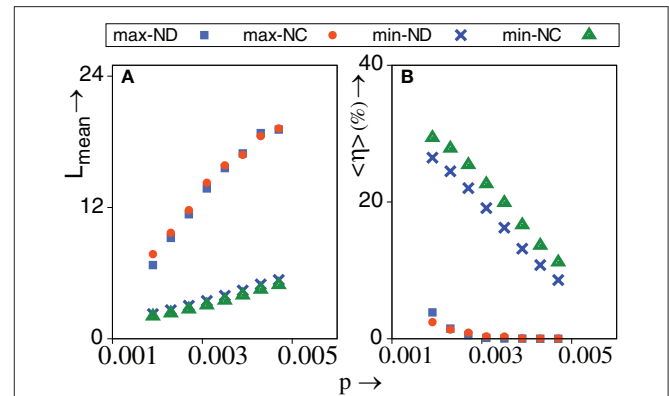 max-ND max-NC min-ND min-NC
A
L_mean →
24
12
0
0.001 0.003 0.005
B
<η> (%) →
40
20
0
0.001 0.003 0.005
p →